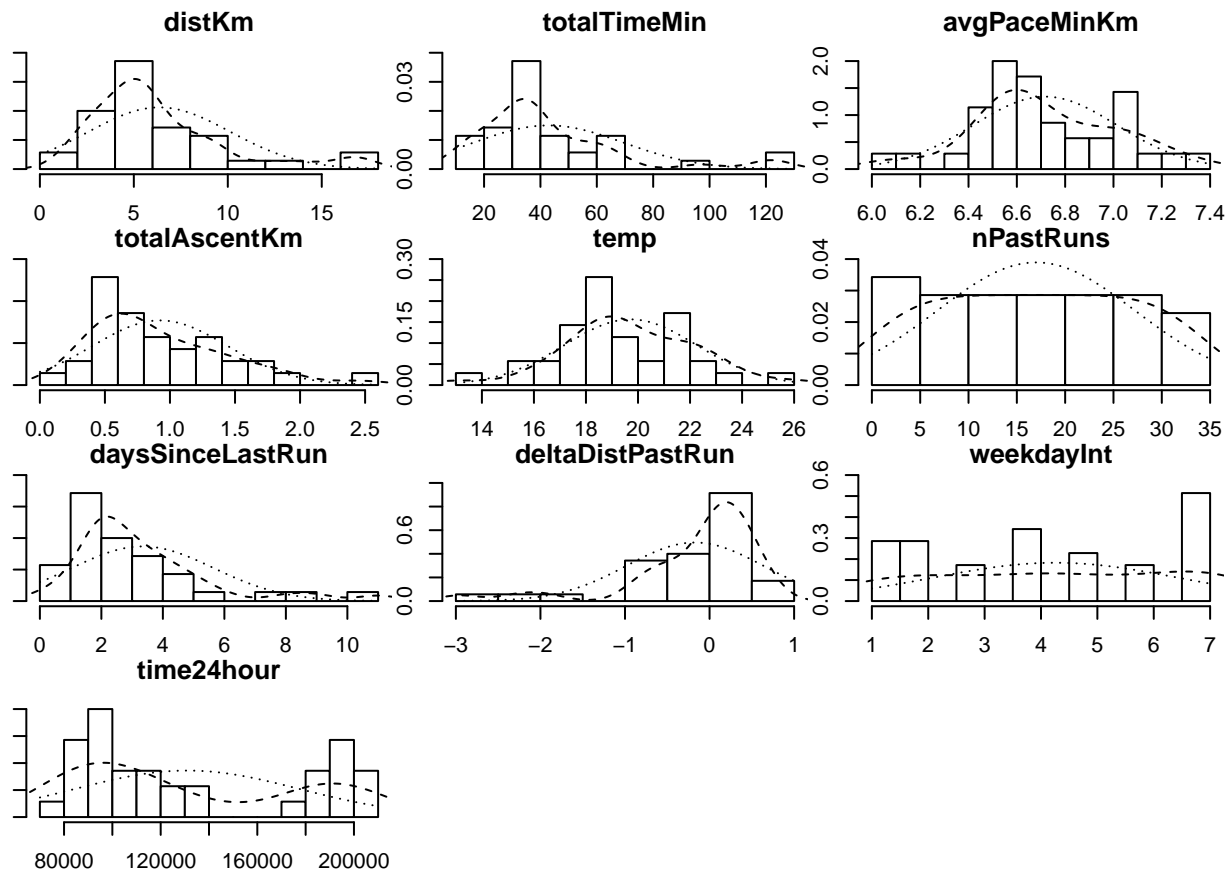 distKm
totalTimeMin
avgPaceMinKm
0.00 0.03
0.0 1.0 2.0
0 5 10 15
20 40 60 80 100 120
6.0 6.2 6.4 6.6 6.8 7.0 7.2 7.4
totalAscentKm
temp
nPastRuns
0.00 0.15 0.30
0.00 0.02 0.04
0.0 0.5 1.0 1.5 2.0 2.5
14 16 18 20 22 24 26
0 5 10 15 20 25 30 35
daysSinceLastRun
deltaDistPastRun
weekdayInt
0.0 0.6
0.0 0.3 0.6
0 2 4 6 8 10
−3 −2 −1 0 1
1 2 3 4 5 6 7
time24hour
80000 120000 160000 200000